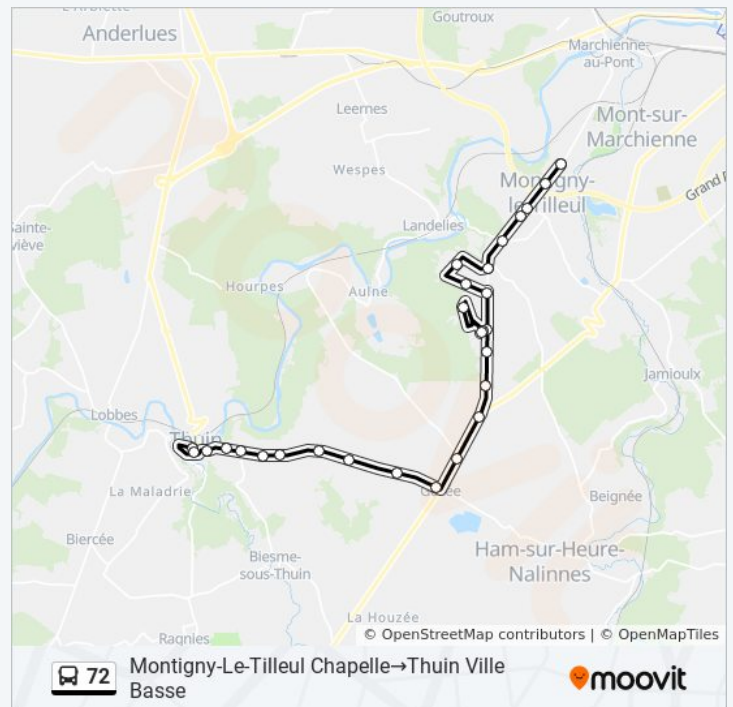 L'Arbrette
Goutroux
Anderlues
Marchienne-
au-Pont
Leernes
Mont-sur-
Marchienne
Wespes
Montigny-
le-Tilleul
Grand
Sainte-
Landelies
Hourpes
Aulne
Jamioulx
Lobbes
Thuin
La Maladrie
Gozée
Beignée
Biercée
Biesme-
sous-Thuin
Ham-sur-Heure-
Nalinnes
La Houzée
Ragnies
© OpenStreetMap contributors | © OpenMapTiles
72
Montigny-Le-Tilleul Chapelle→Thuin Ville
Basse
moovit